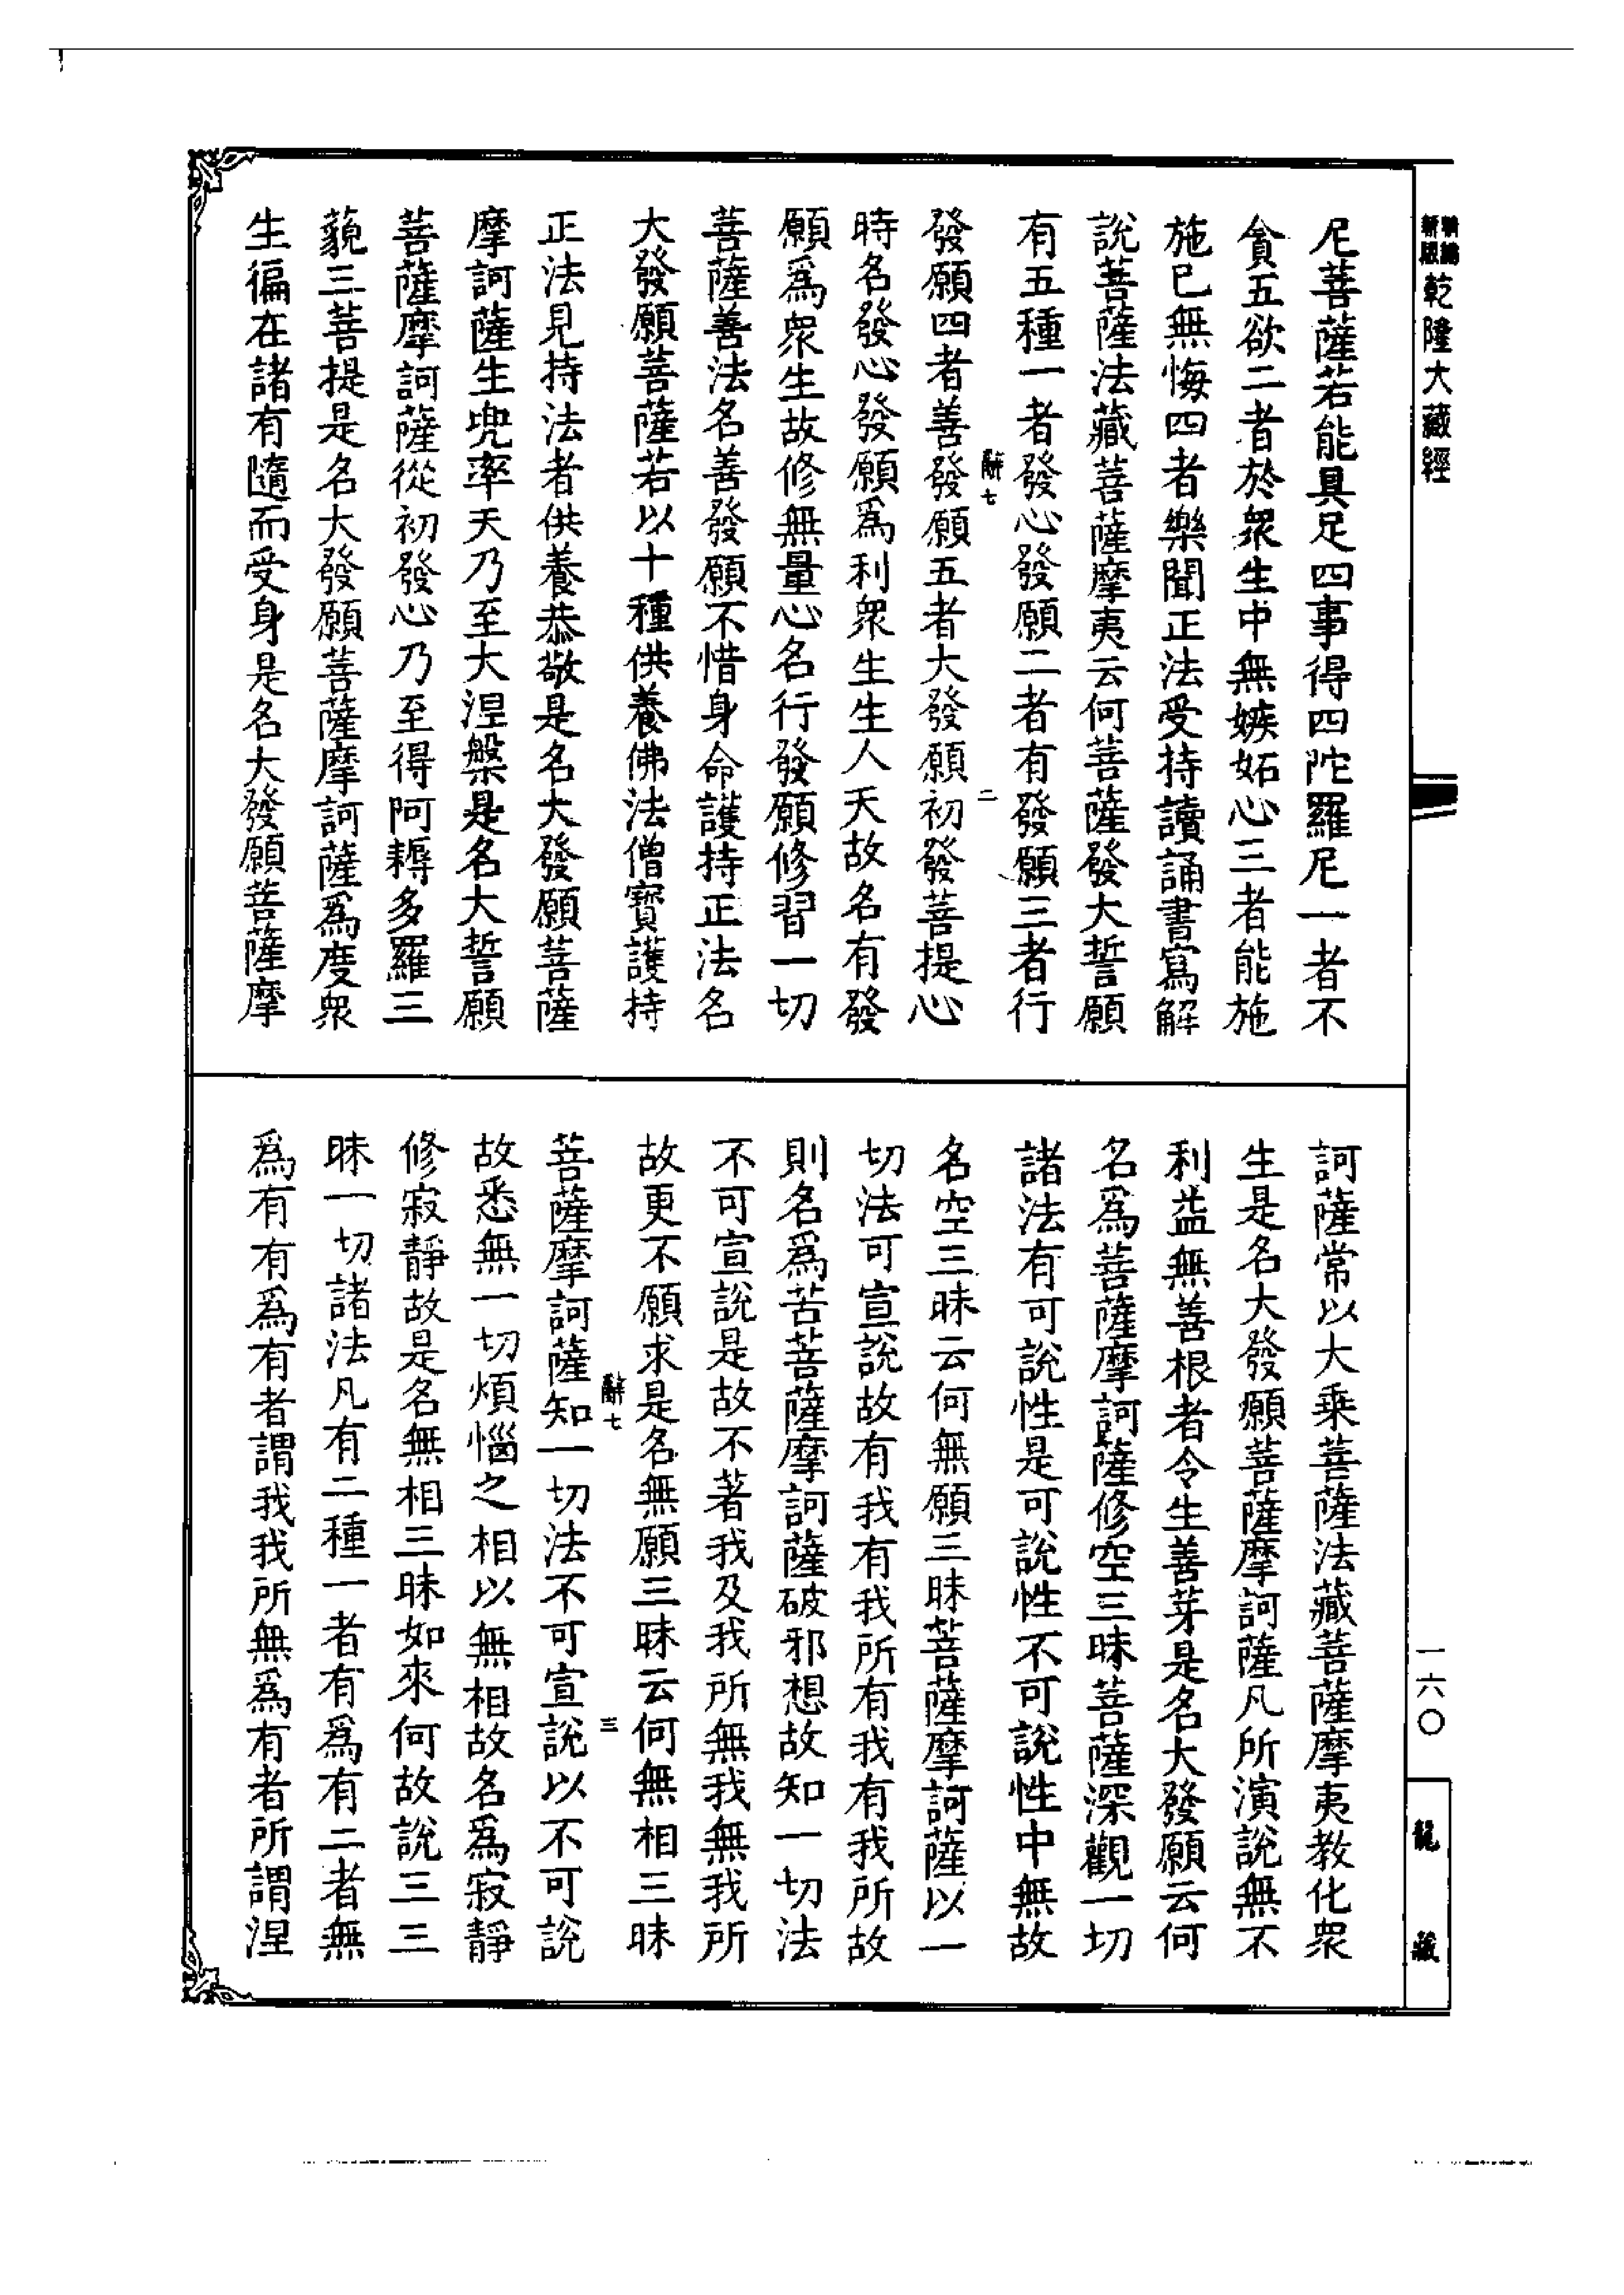 新編
新版
乾隆大藏經
尼菩薩若能具足四事得四陀羅尼一者不
貪五欲二者於衆生中無嫉妬心三者能施
施已無悔四者樂聞正法受持讀誦書寫解
說菩薩法藏菩薩摩夷云何菩薩發大誓願
有五種一者發心發願二者有發願三者行
辭七
二
發願四者善發願五者大發願初發菩提心
時名發心發願爲利衆生生人天故名有發
願爲衆生故修無量心名行發願修習一切
菩薩善法名善發願不惜身命護持正法名
大發願菩薩若以十種供養佛法僧寶護持
正法見持法者供養恭敬是名大發願菩薩
摩訶薩生兜率天乃至大涅槃是名大誓願
菩薩摩訶薩從初發心乃至得阿耨多羅三
藐三菩提是名大發願菩薩摩訶薩爲度衆
生徧在諸有隨而受身是名大發願菩薩摩
訶薩常以大乘菩薩法藏菩薩摩夷教化衆
生是名大發願菩薩摩訶薩凡所演說無不
利益無善根者令生善芽是名大發願云何
名爲菩薩摩訶薩修空三昧菩薩深觀一切
諸法有可說性是可說性不可說性中無故
名空三昧云何無願三昧菩薩摩訶薩以一
切法可宣說故有我有我所有我有我所故
則名爲苦菩薩摩訶薩破邪想故知一切法
不可宣說是故不著我及我所無我無我所
故更不願求是名無願三昧云何無相三昧
辭七
三
菩薩摩訶薩知一切法不可宣說以不可說
故悉無一切煩惱之相以無相故名爲寂靜
修寂靜故是名無相三昧如來何故說三三
昧一切諸法凡有二種一者有爲有二者無
爲有有爲有者謂我我所無爲有者所謂涅
一六〇
龍藏